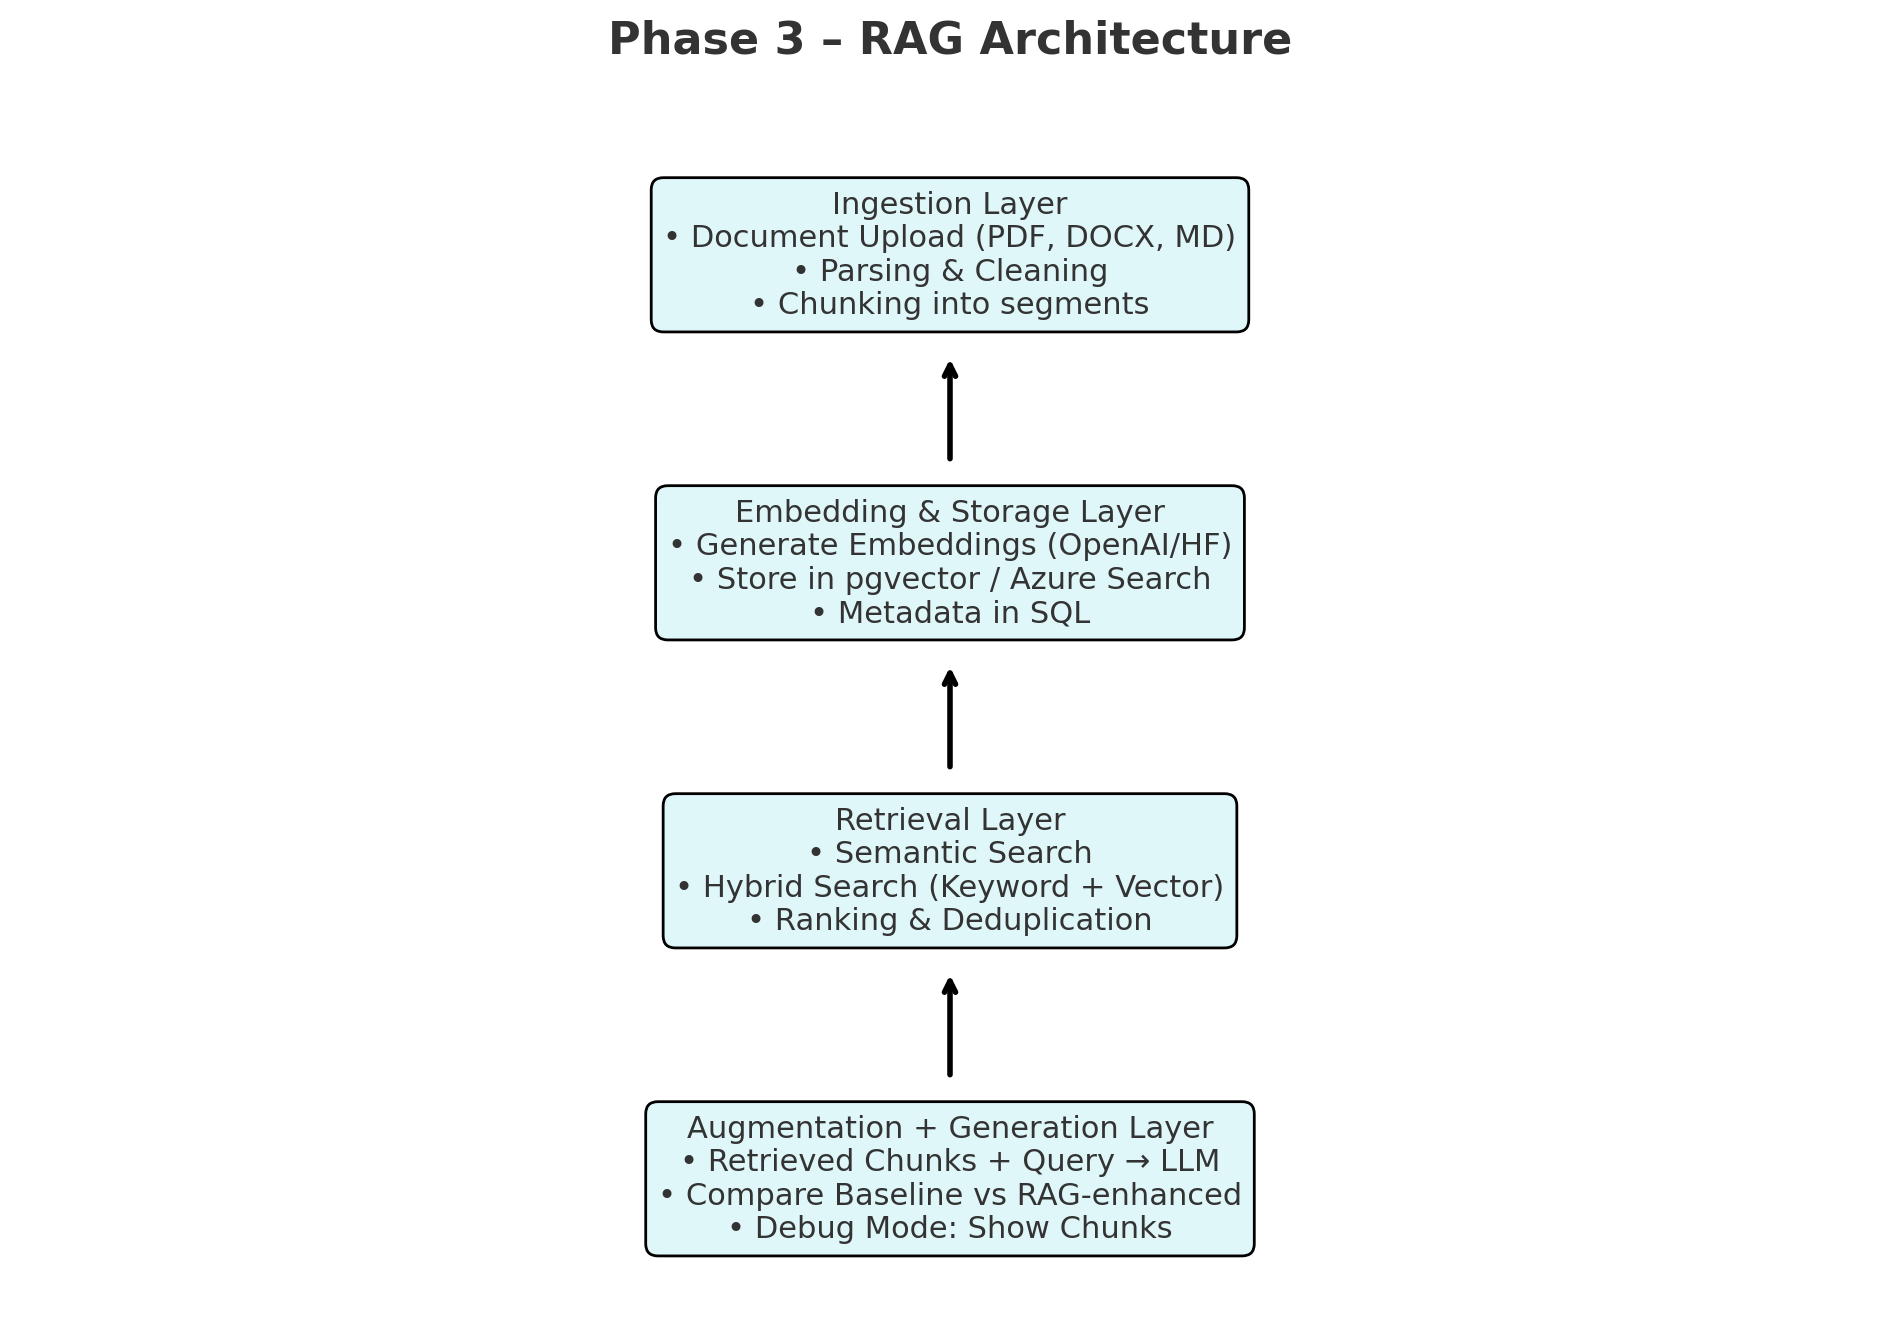 Phase 3 – RAG Architecture
Ingestion Layer
• Document Upload (PDF, DOCX, MD)
• Parsing & Cleaning
• Chunking into segments
Embedding & Storage Layer
• Generate Embeddings (OpenAI/HF)
• Store in pgvector / Azure Search
• Metadata in SQL
Retrieval Layer
• Semantic Search
• Hybrid Search (Keyword + Vector)
• Ranking & Deduplication
Augmentation + Generation Layer
• Retrieved Chunks + Query → LLM
• Compare Baseline vs RAG-enhanced
• Debug Mode: Show Chunks